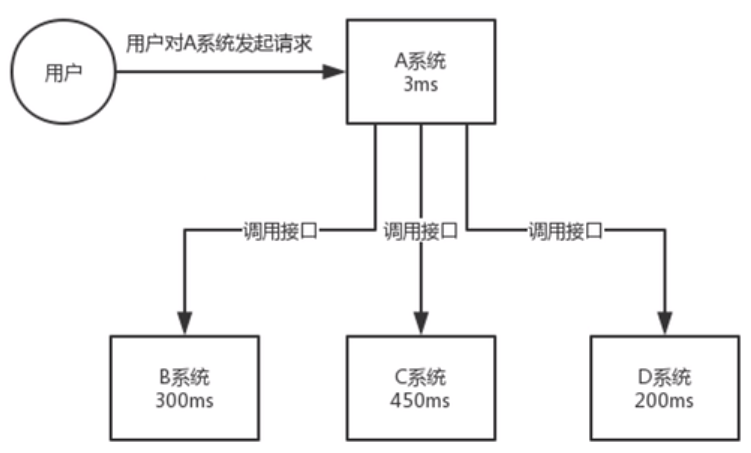 用户
用户对A系统发起请求
A系统
3ms
调用接口
调用接口
调用接口
B系统
300ms
C系统
450ms
D系统
200ms